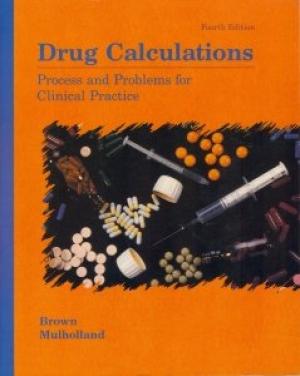 Fourth Edition
Drug Calculations
Process and Problems for
Clinical Practice
Brown
Mulholland